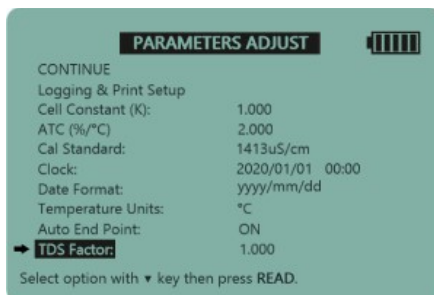 PARAMETERS ADJUST
CONTINUE
Logging & Print Setup
Cell Constant (K): 1.000
ATC (%/°C) 2.000
Cal Standard: 1413uS/cm
Clock: 2020/01/01 00:00
Date Format: yyyy/mm/dd
Temperature Units: °C
Auto End Point: ON
➡ TDS Factor: 1.000
Select option with ▼ key then press READ.